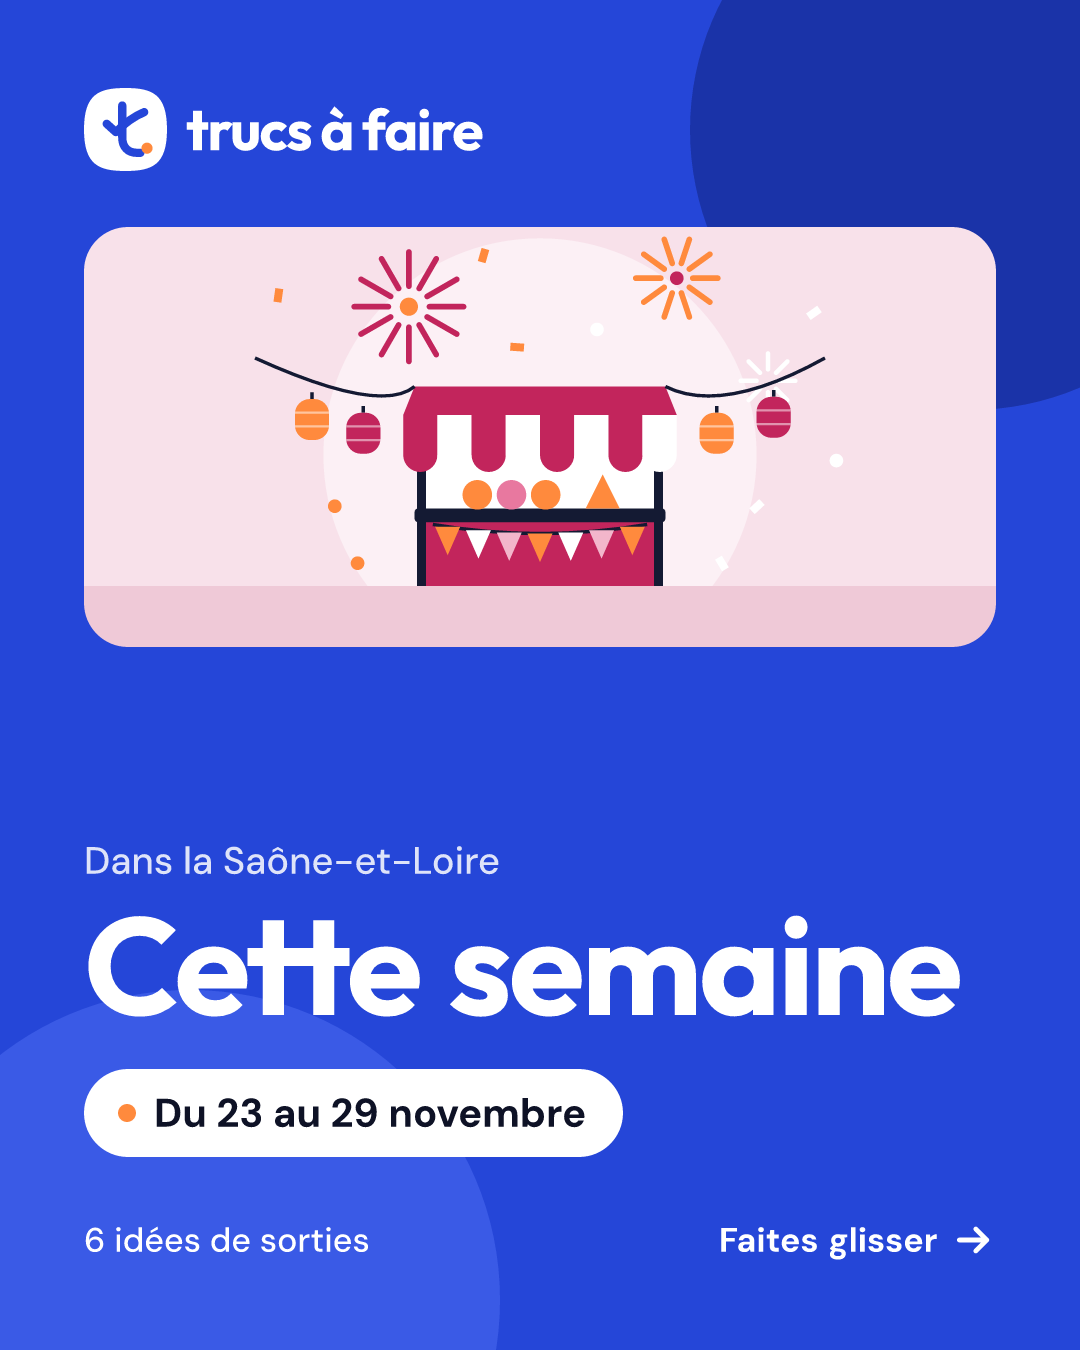 trucs à faire
Dans la Saône-et-Loire
Cette semaine
Du 23 au 29 novembre
6 idées de sorties
Faites glisser →